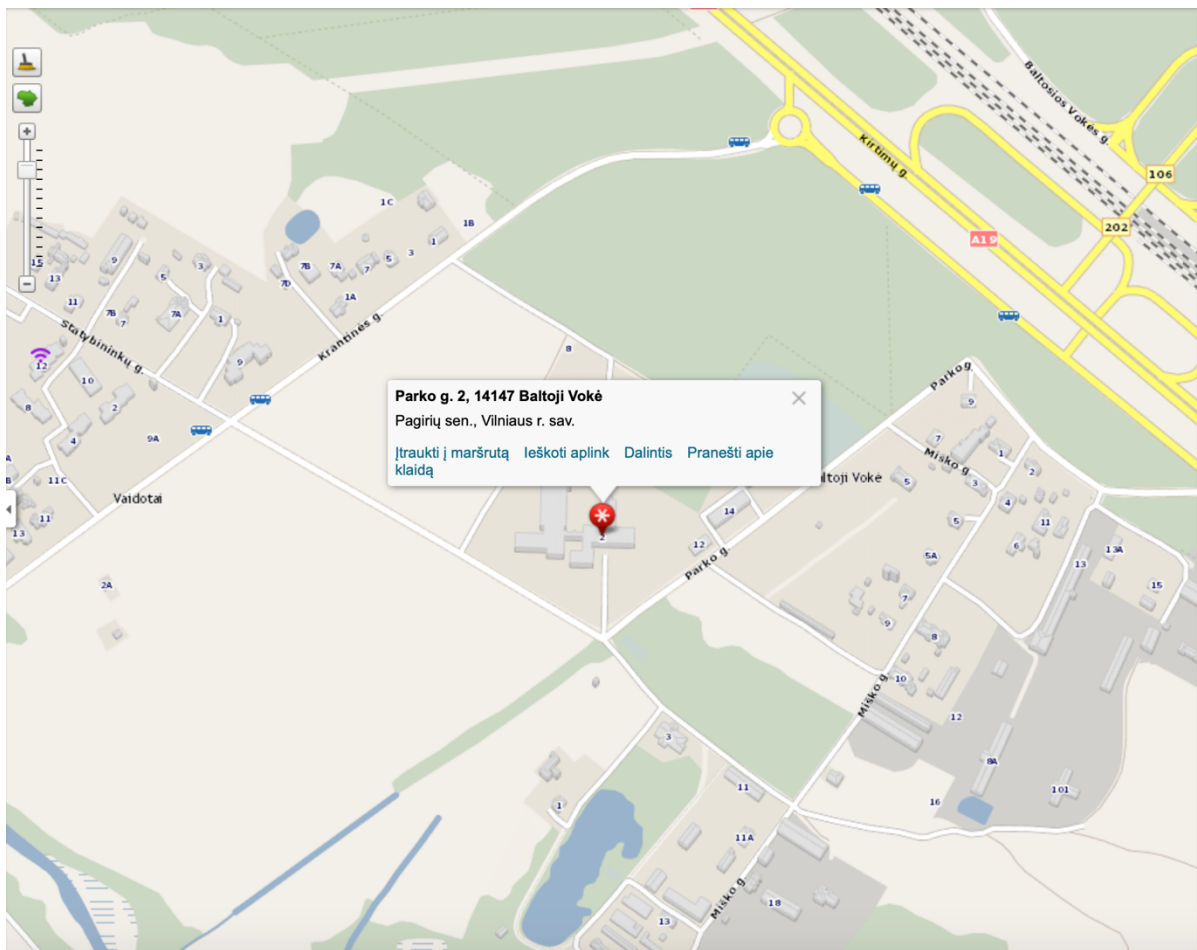 Baltosios Vokės g.
Kirtimų g.
106
202
A19
1C
1B
1
3
5
7
7A
7B
7D
1A
9
3
5
15
13
11
7B
7
7A
1
Statybininkų g.
Krantinės g.
12
10
9
8
2
4
9A
11C
11
13
Vaidotai
2A
8
Parko g. 2, 14147 Baltoji Vokė
Pagirių sen., Vilniaus r. sav.
Įtraukti į maršrutą Ieškoti aplink Dalintis Pranešti apie
klaidą
Parko g.
9
7
1
Miško g.
2
3
ltoji Vokė
5
4
14
2
12
5
11
6
13
13A
15
Parko g.
5A
7
9
8
10
Miško g.
12
3
8A
11
101
16
1
11A
Miško g.
18
13